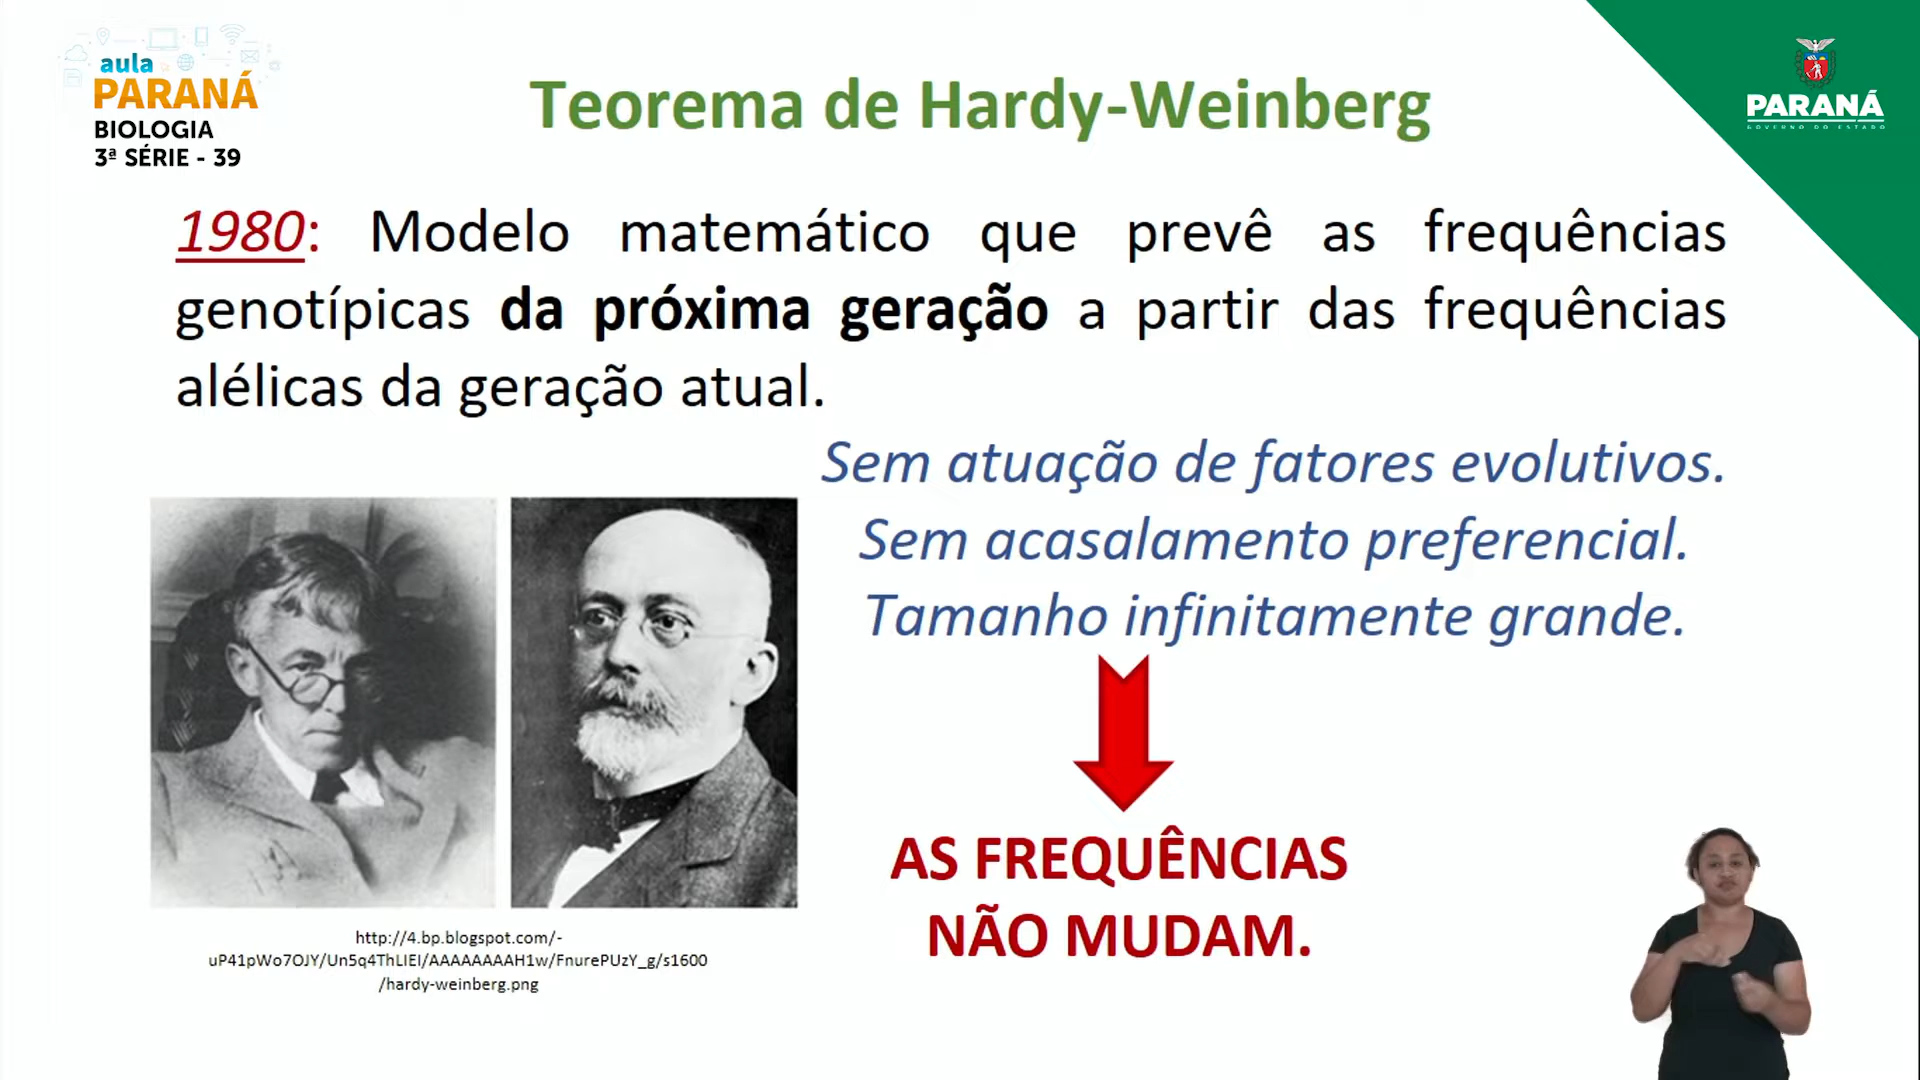 aula
PARANÁ
BIOLOGIA
3ª SÉRIE - 39
Teorema de Hardy-Weinberg
PARANÁ
GOVERNO DO ESTADO
1980: Modelo matemático que prevê as frequências
genotípicas da próxima geração a partir das frequências
alélicas da geração atual.
Sem atuação de fatores evolutivos.
Sem acasalamento preferencial.
Tamanho infinitamente grande.
AS FREQUÊNCIAS
NÃO MUDAM.
http://4.bp.blogspot.com/-
uP41pWo7OJY/Un5q4ThLIEI/AAAAAAAAH1w/FnurePUzY_g/s1600
/hardy-weinberg.png